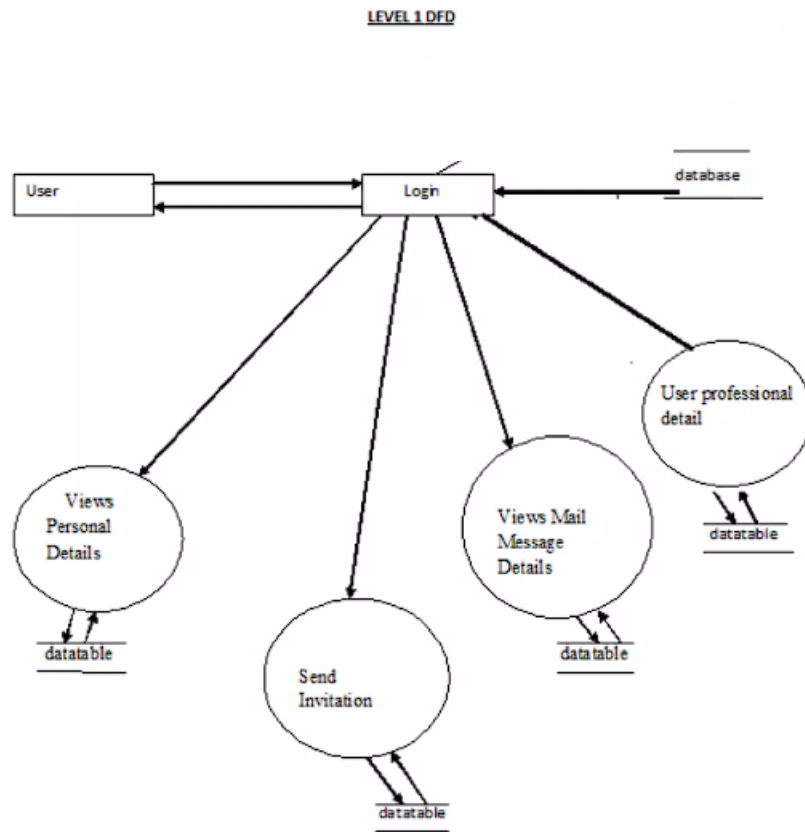 LEVEL 1 DFD
User
Login
database
User professional
detail
datatable
Views
Personal
Details
datatable
Views Mail
Message
Details
datatable
Send
Invitation
datatable